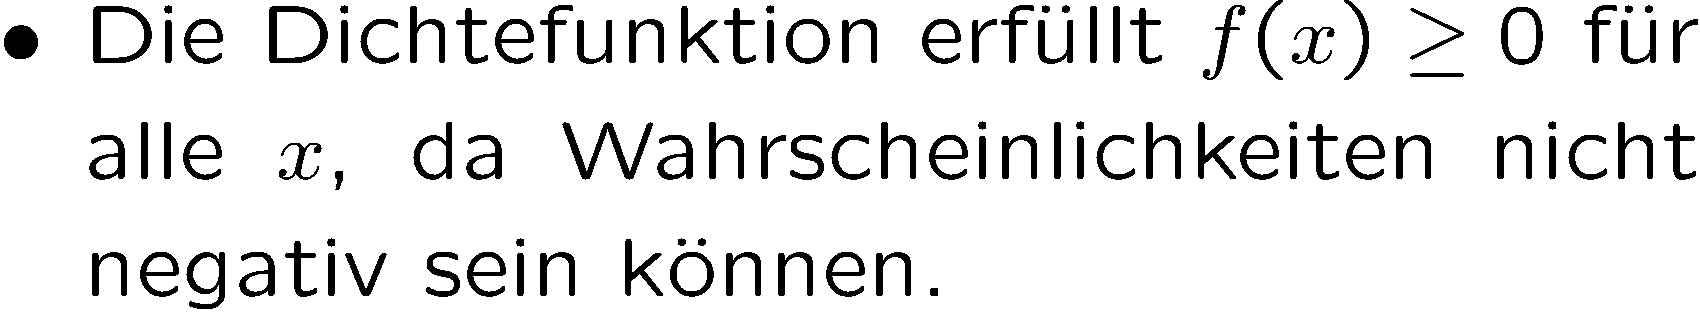 • Die Dichtefunktion erfüllt f(x) ≥ 0 für
alle x, da Wahrscheinlichkeiten nicht
negativ sein können.